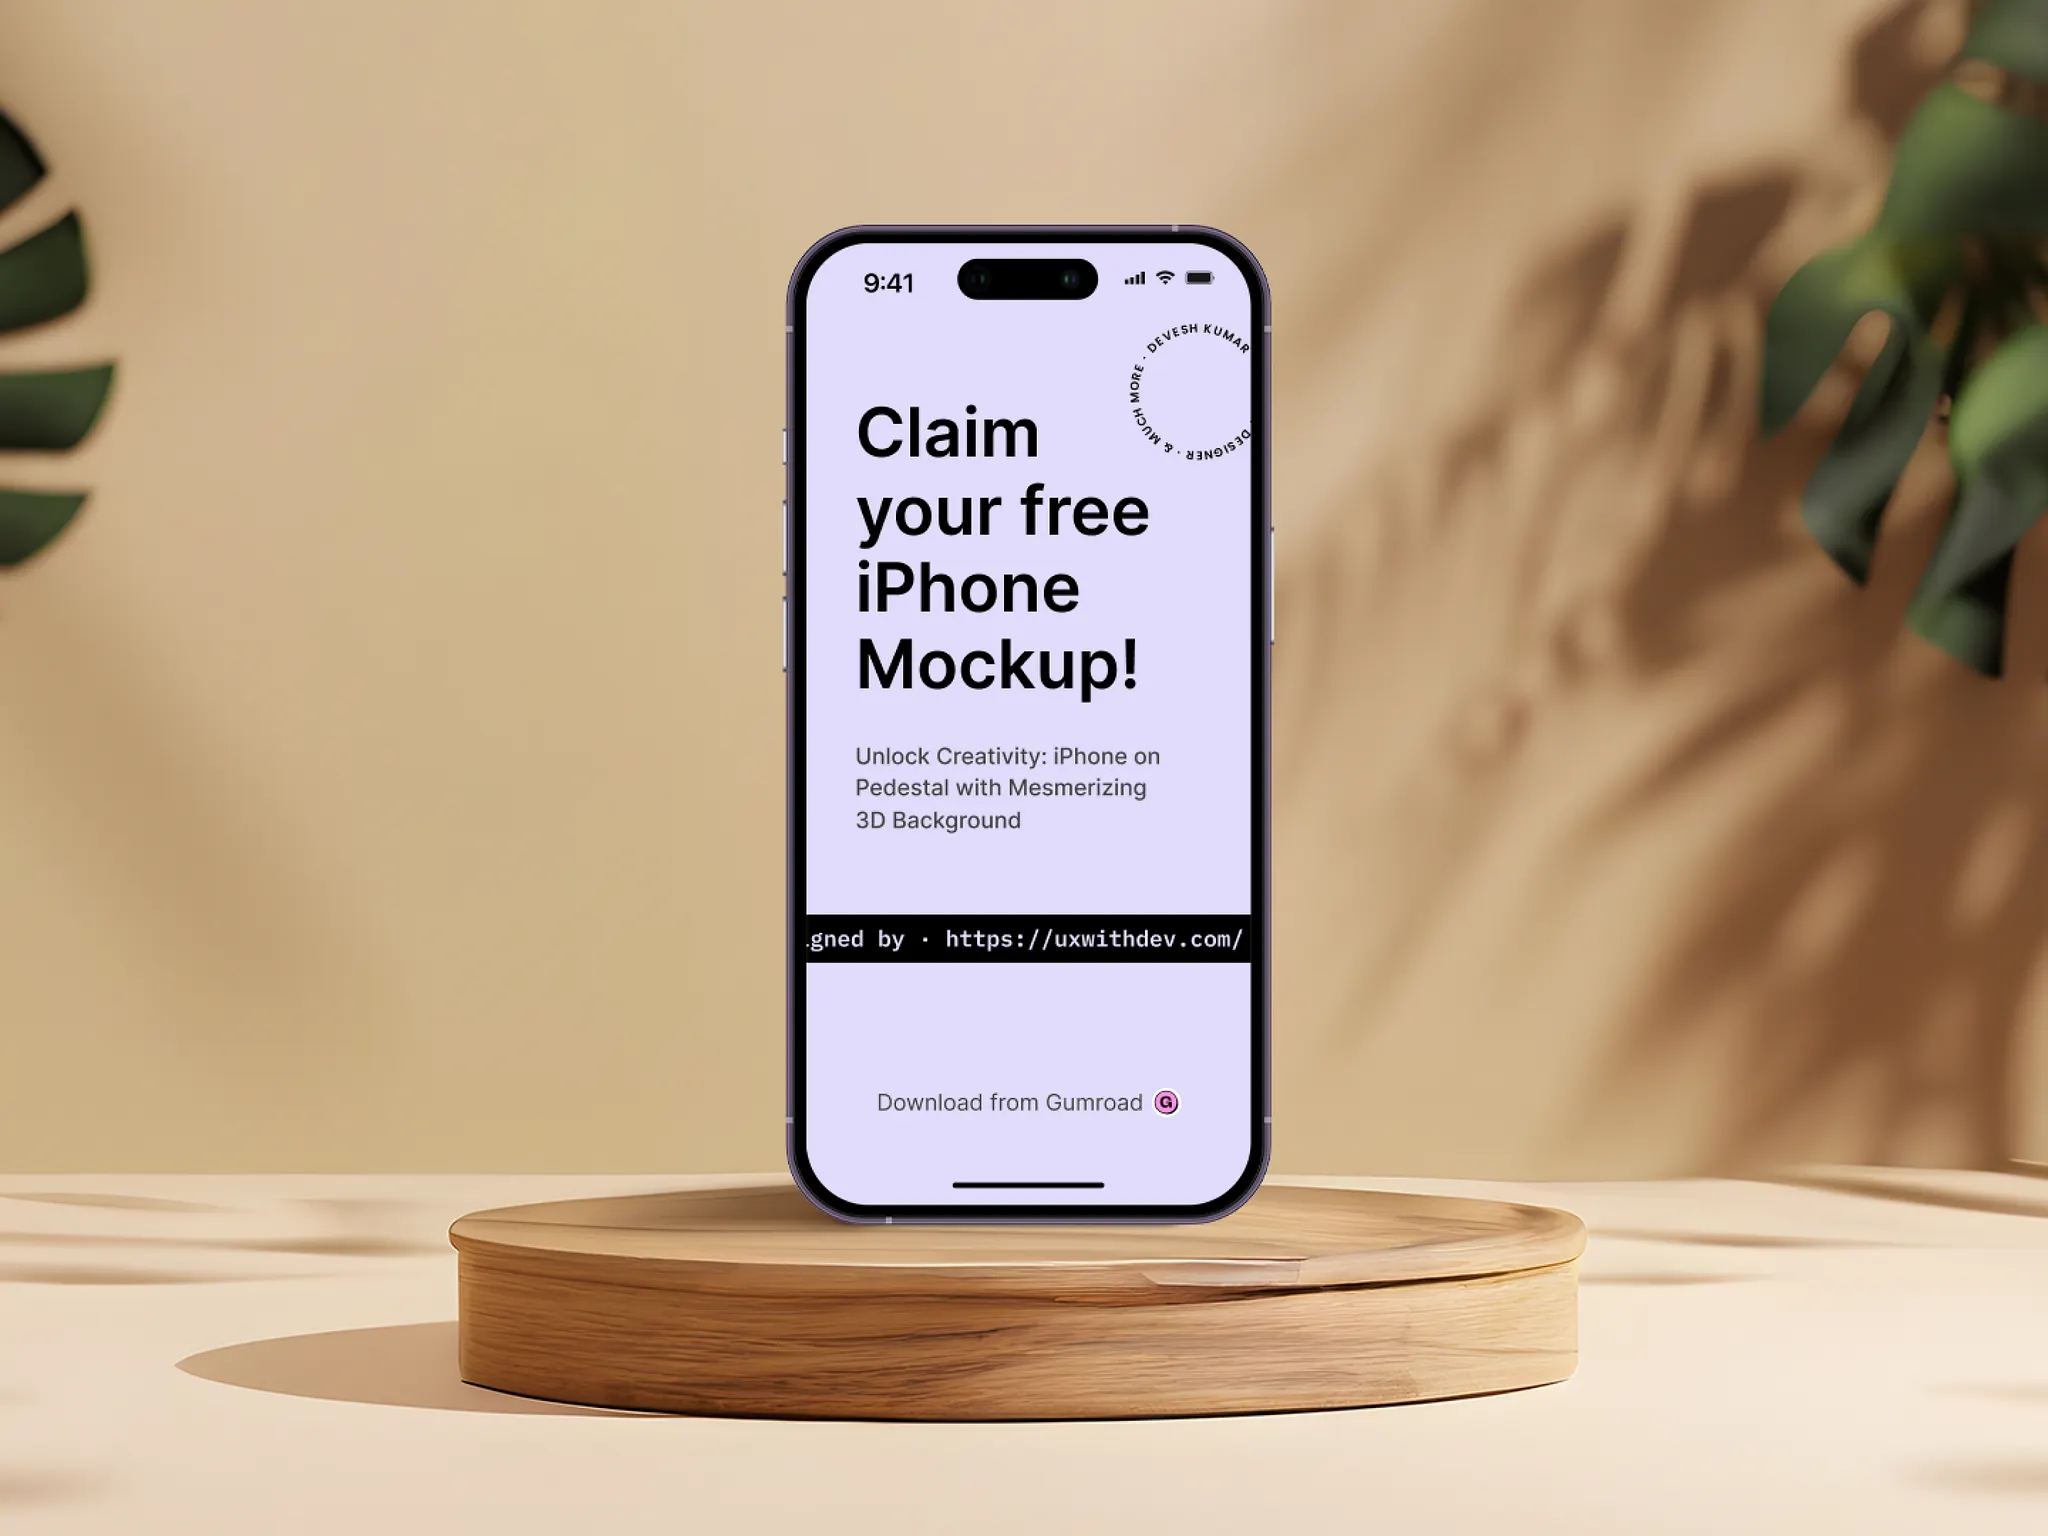 9:41
DEVESH KUMAR · DESIGNER · & MUCH MORE ·
Claim
your free
iPhone
Mockup!
Unlock Creativity: iPhone on
Pedestal with Mesmerizing
3D Background
gned by · https://uxwithdev.com/
Download from Gumroad G